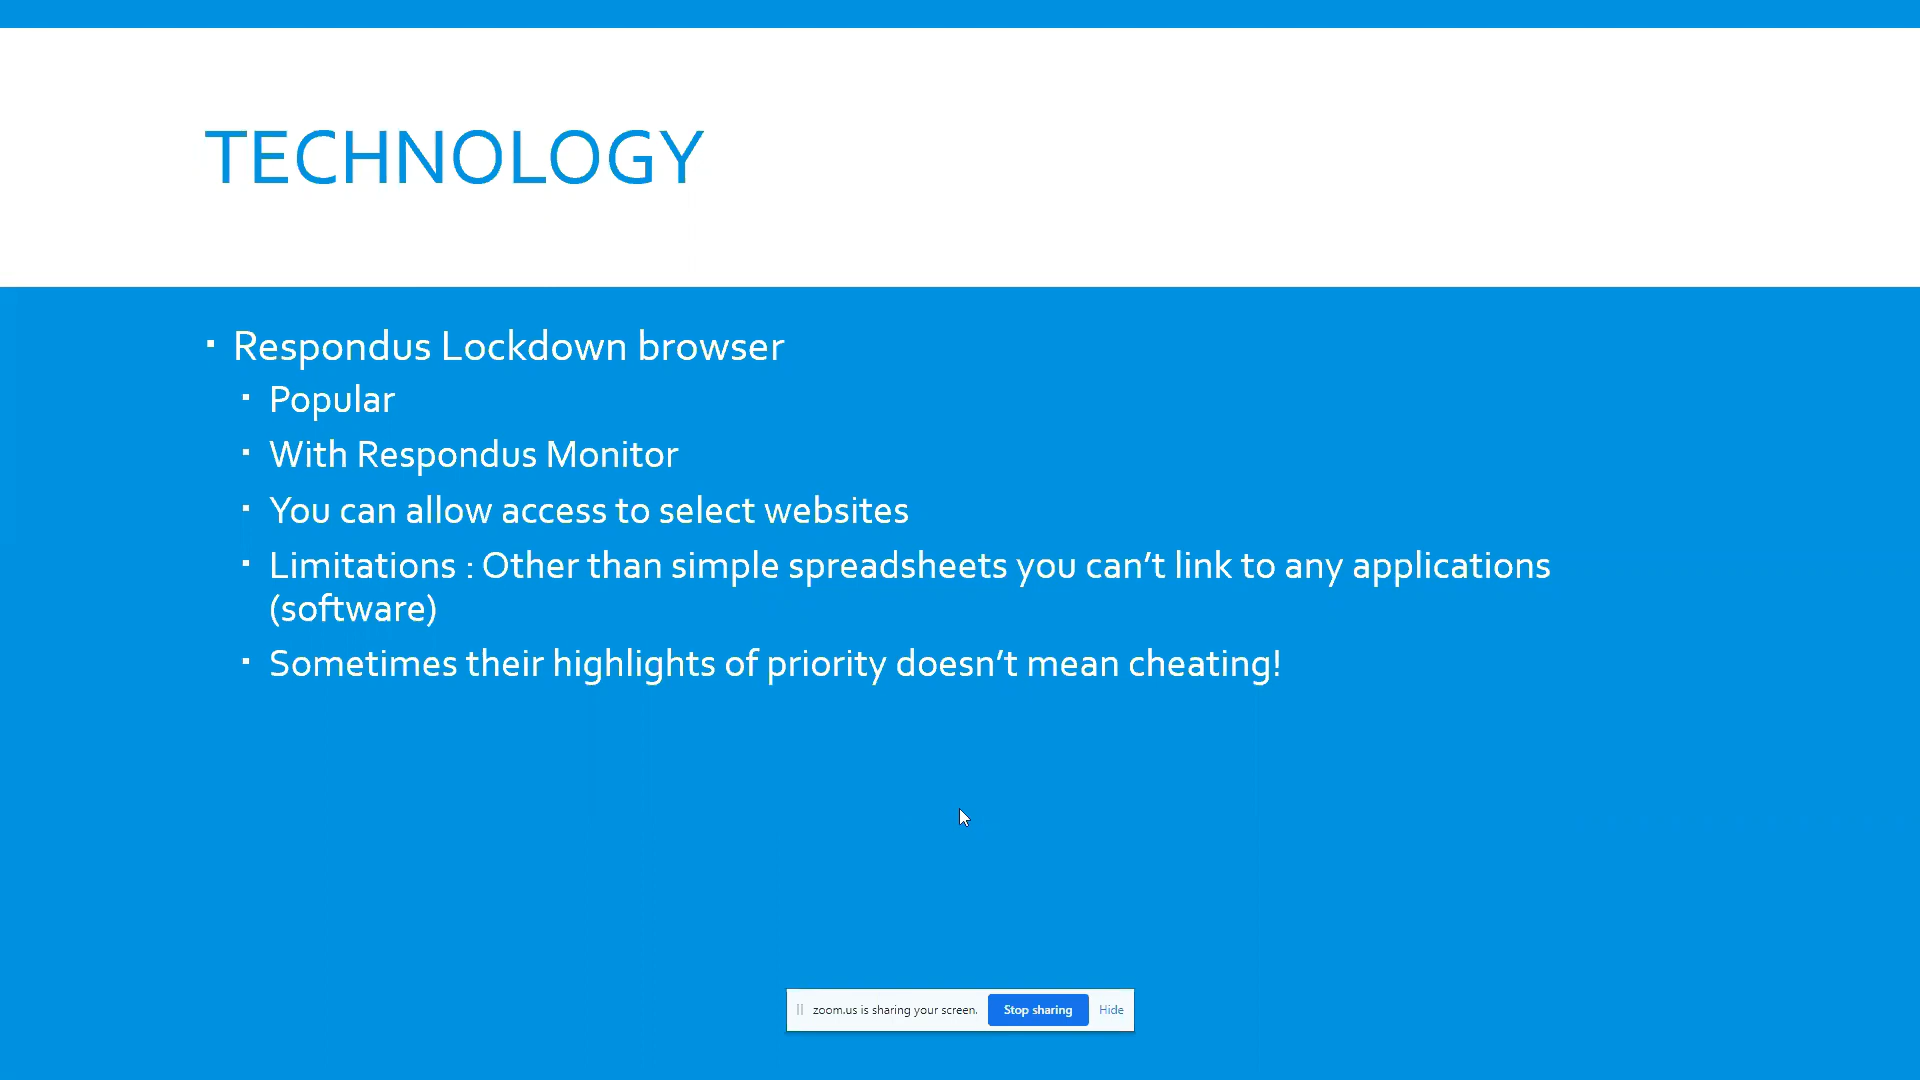 TECHNOLOGY
▪ Respondus Lockdown browser
▪ Popular
▪ With Respondus Monitor
▪ You can allow access to select websites
▪ Limitations : Other than simple spreadsheets you can’t link to any applications
(software)
▪ Sometimes their highlights of priority doesn’t mean cheating!
zoom.us is sharing your screen. Stop sharing Hide